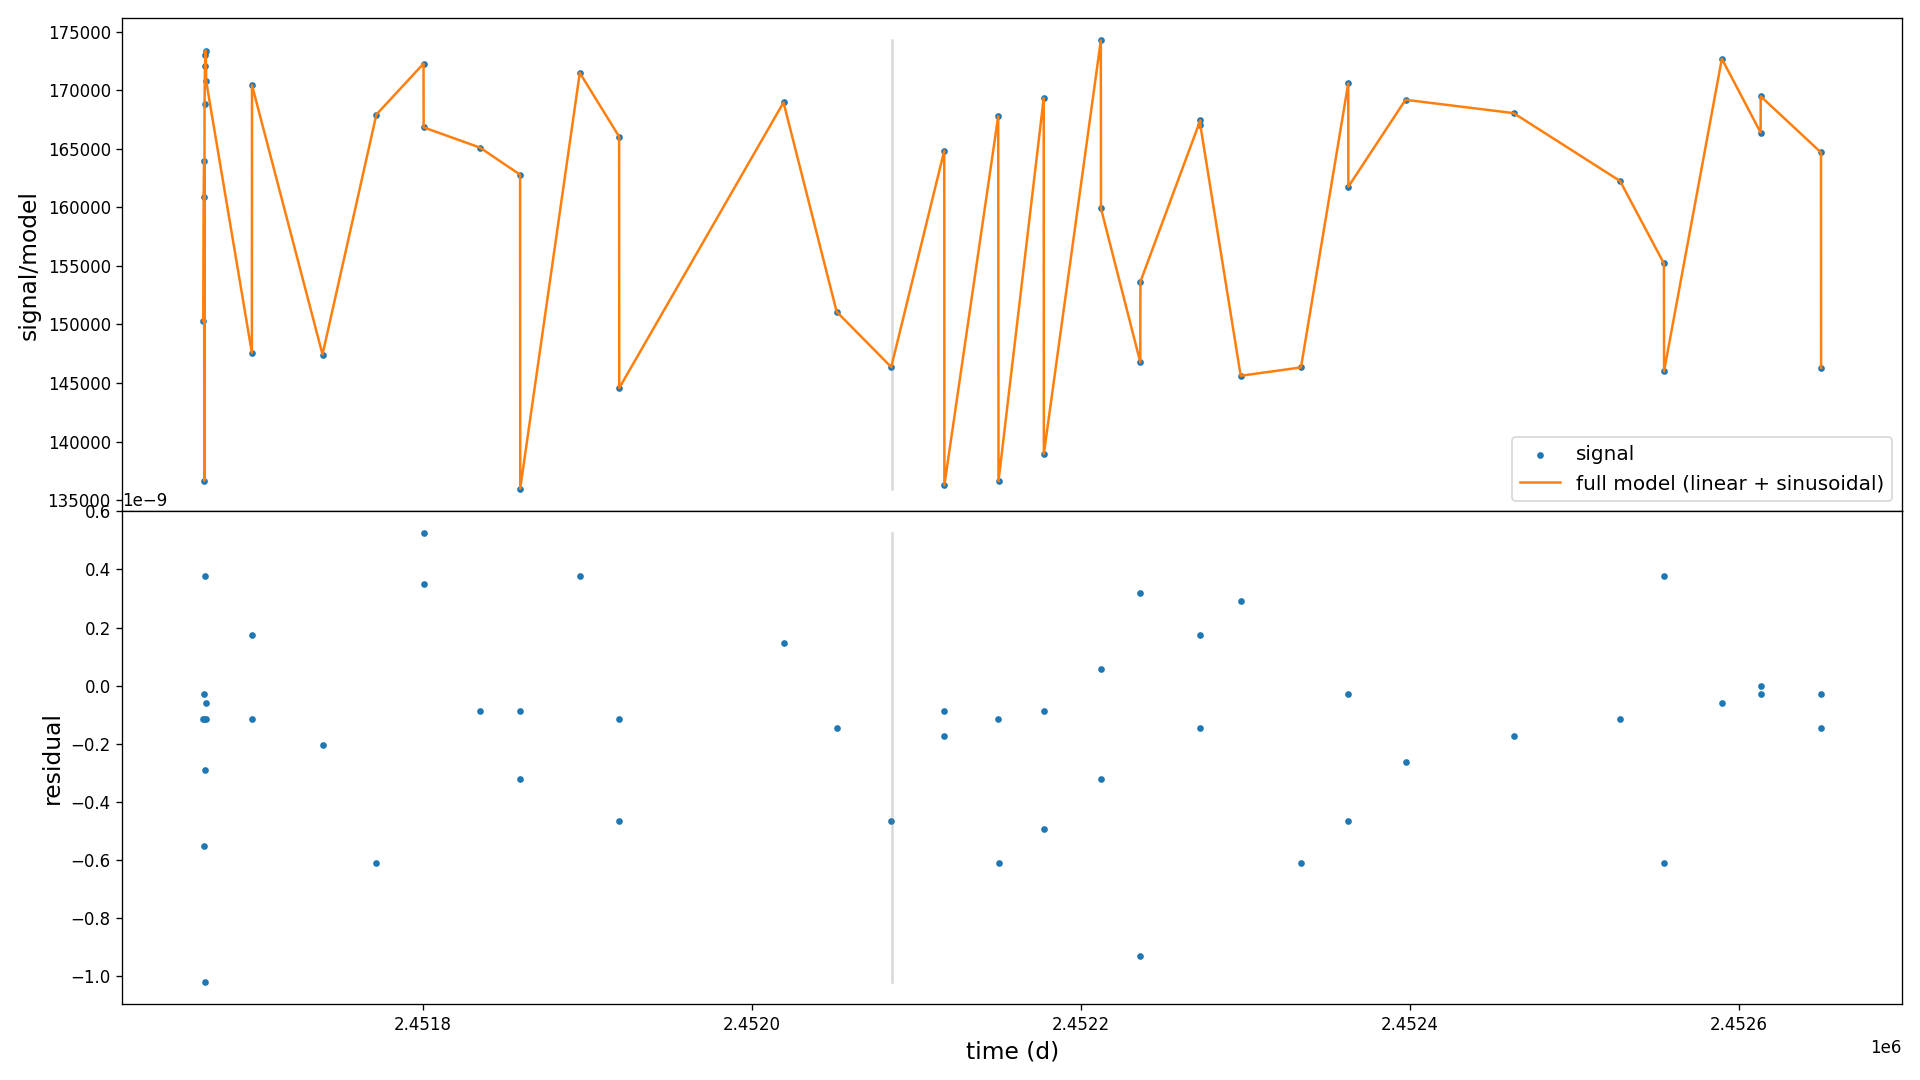 175000
170000
165000
160000
155000
150000
145000
140000
135000
signal/model
signal
full model (linear + sinusoidal)
1e−9
0.6
0.4
0.2
0.0
−0.2
−0.4
−0.6
−0.8
−1.0
residual
2.4518 2.4520 2.4522 2.4524 2.4526
1e6
time (d)